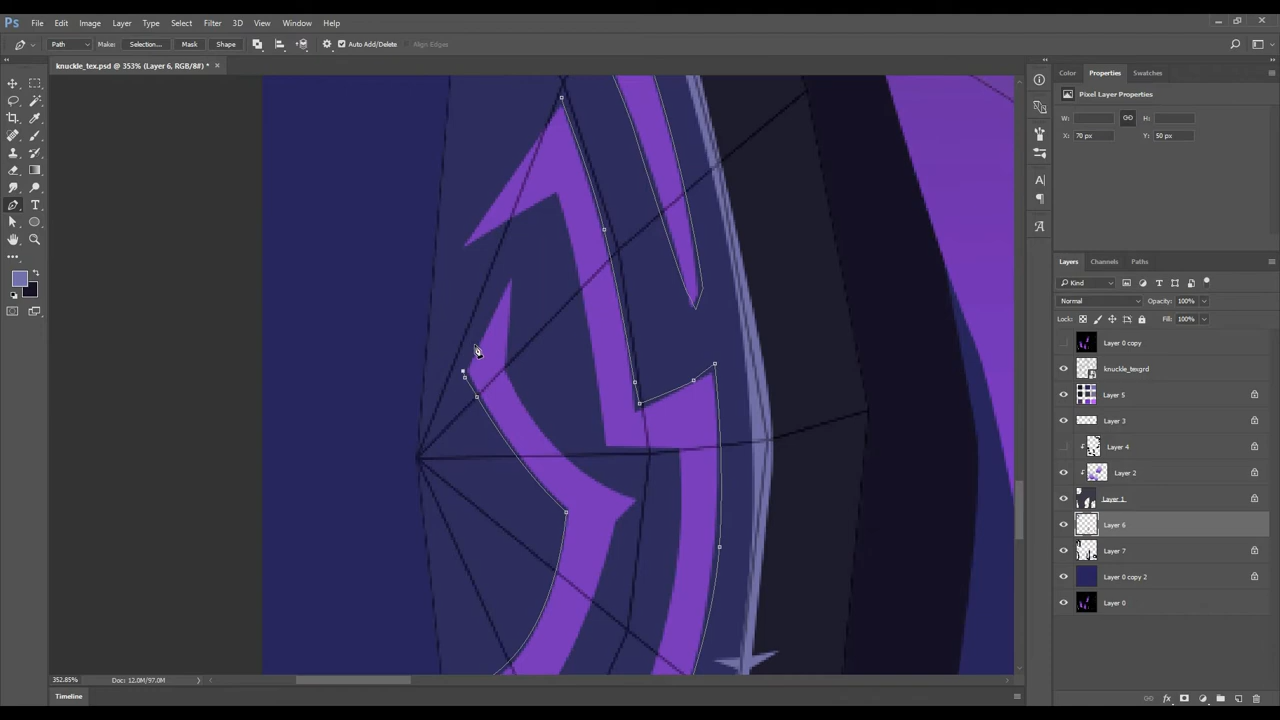 Ps File Edit Image Layer Type Select Filter 3D View Window Help
Path Make: Selection... Mask Shape Auto Add/Delete Align Edges
knuckle_tex.psd @ 353% (Layer 6, RGB/8#) * ×
Color Properties Swatches
Pixel Layer Properties
W: H:
X: 70 px Y: 50 px
Layers Channels Paths
Kind
Normal Opacity: 100%
Lock: Fill: 100%
Layer 0 copy
knuckle_texgrd
Layer 5
Layer 3
Layer 4
Layer 2
Layer 1
Layer 6
Layer 7
Layer 0 copy 2
Layer 0
352.85% Doc: 12.0M/97.0M
Timeline